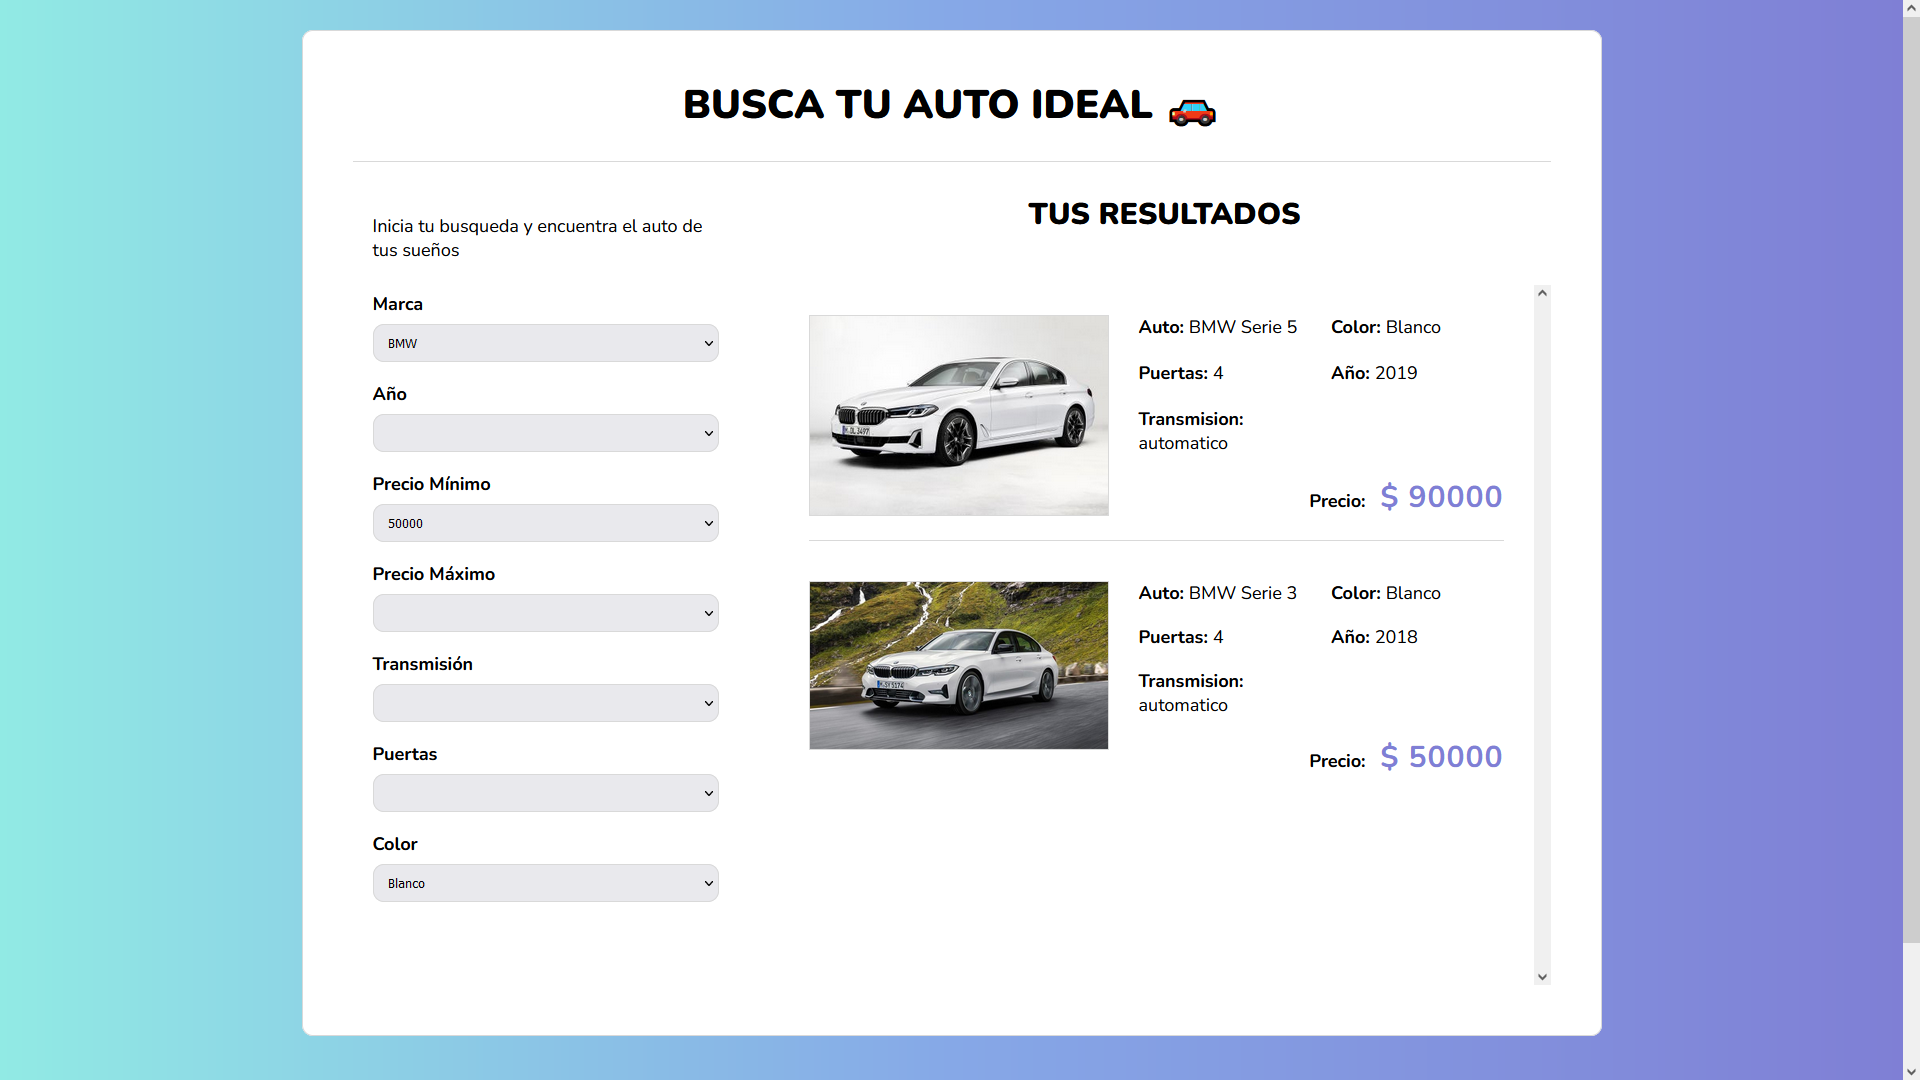 BUSCA TU AUTO IDEAL
Inicia tu busqueda y encuentra el auto de
tus sueños
Marca
BMW
Año
Precio Mínimo
50000
Precio Máximo
Transmisión
Puertas
Color
Blanco
TUS RESULTADOS
Auto: BMW Serie 5 Color: Blanco
Puertas: 4 Año: 2019
Transmision:
automatico
Precio: $ 90000
Auto: BMW Serie 3 Color: Blanco
Puertas: 4 Año: 2018
Transmision:
automatico
Precio: $ 50000